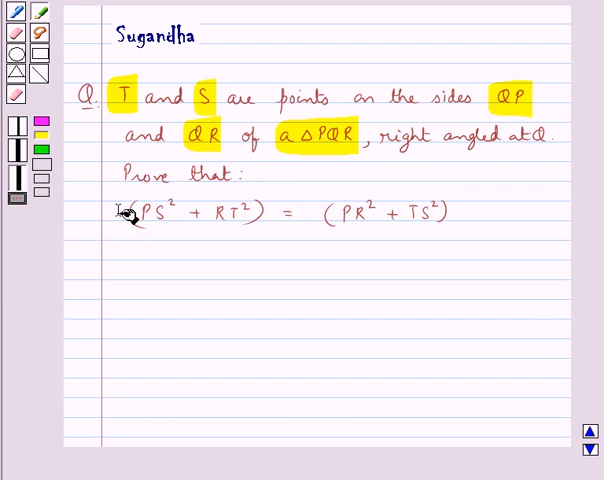 Sugandha
Q. T and S are points on the sides QP
and QR of a △PQR, right angled at Q.
Prove that:
(PS² + RT²) = (PR² + TS²)